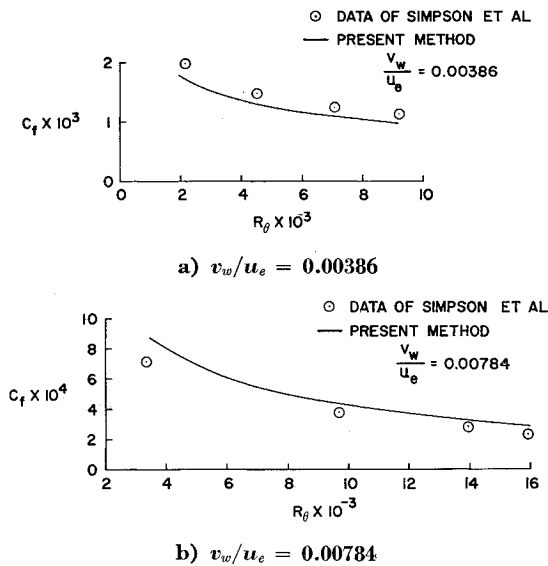 ⊙ DATA OF SIMPSON ET AL
— PRESENT METHOD
V_w/u_e = 0.00386
2
1
0
C_f X 10^3
0 2 4 6 8 10
R_θ X 10^-3
a) v_w/u_e = 0.00386
⊙ DATA OF SIMPSON ET AL
— PRESENT METHOD
V_w/u_e = 0.00784
10
8
6
4
2
C_f X 10^4
2 4 6 8 10 12 14 16
R_θ X 10^-3
b) v_w/u_e = 0.00784